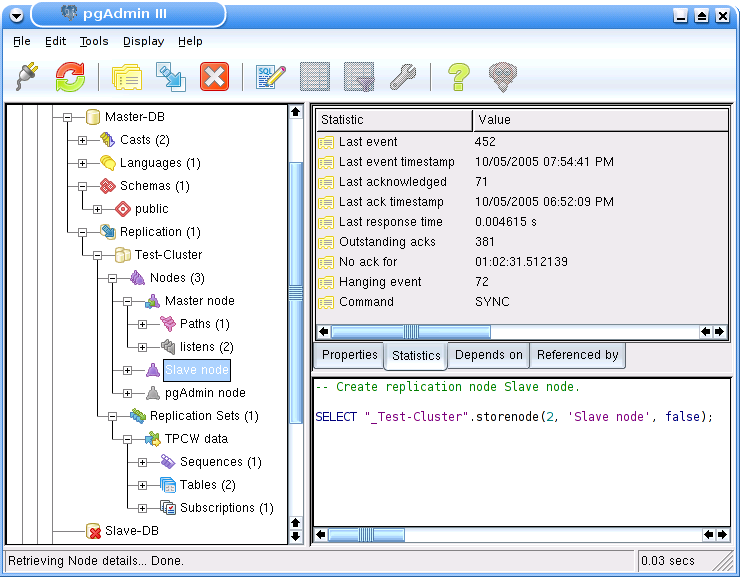 pgAdmin III
File Edit Tools Display Help
SQL
Master-DB
Casts (2)
Languages (1)
Schemas (1)
public
Replication (1)
Test-Cluster
Nodes (3)
Master node
Paths (1)
listens (2)
Slave node
pgAdmin node
Replication Sets (1)
TPCW data
Sequences (1)
Tables (2)
Subscriptions (1)
Slave-DB
Statistic Value
Last event 452
Last event timestamp 10/05/2005 07:54:41 PM
Last acknowledged 71
Last ack timestamp 10/05/2005 06:52:09 PM
Last response time 0.004615 s
Outstanding acks 381
No ack for 01:02:31.512139
Hanging event 72
Command SYNC
Properties Statistics Depends on Referenced by
-- Create replication node Slave node.
SELECT "_Test-Cluster".storenode(2, 'Slave node', false);
Retrieving Node details... Done. 0.03 secs